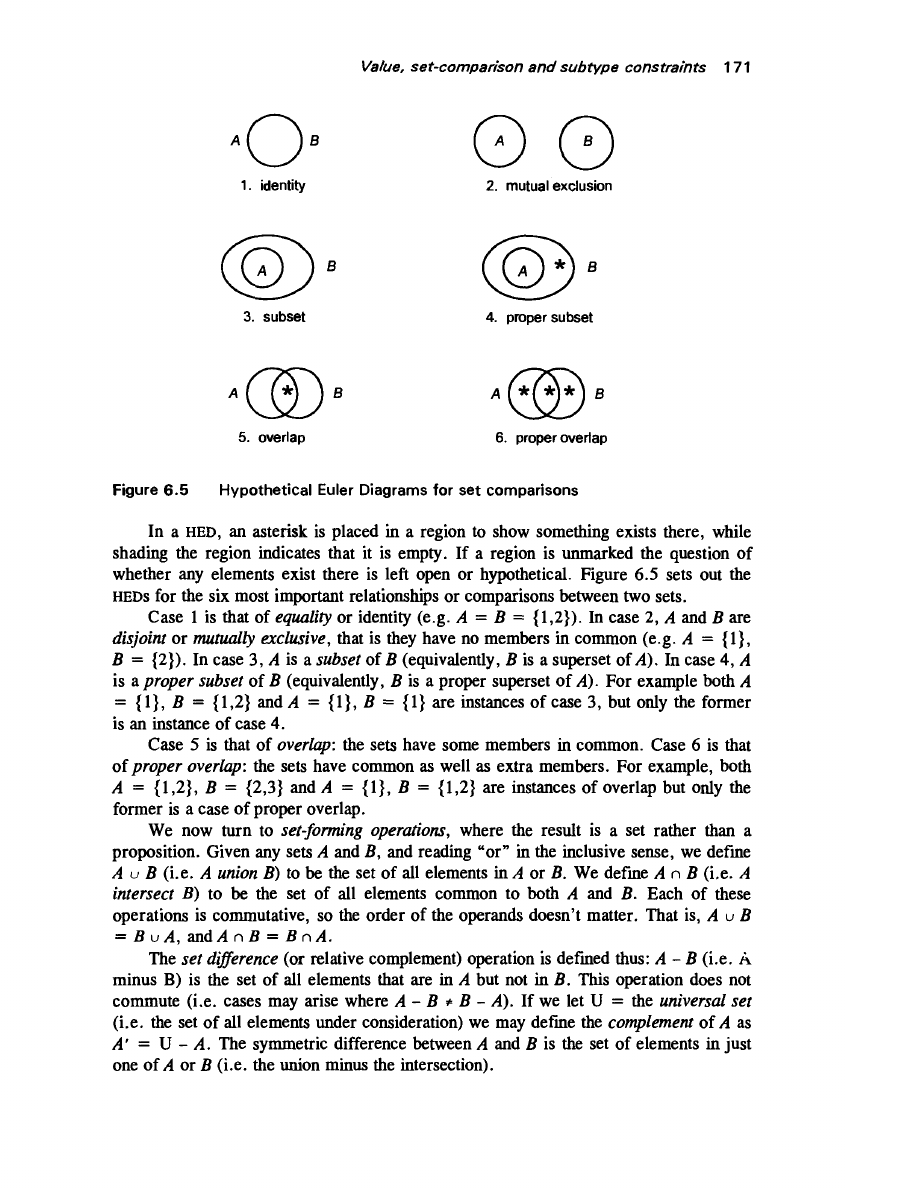 Value, set-comparison and subtype constraints 171
A B A B
1. identity 2. mutual exclusion
A B A * B
3. subset 4. proper subset
A * B A * * * B
5. overlap 6. proper overlap
Figure 6.5 Hypothetical Euler Diagrams for set comparisons
In a HED, an asterisk is placed in a region to show something exists there, while
shading the region indicates that it is empty. If a region is unmarked the question of
whether any elements exist there is left open or hypothetical. Figure 6.5 sets out the
HEDs for the six most important relationships or comparisons between two sets.
Case 1 is that of equality or identity (e.g. A = B = {1,2}). In case 2, A and B are
disjoint or mutually exclusive, that is they have no members in common (e.g. A = {1},
B = {2}). In case 3, A is a subset of B (equivalently, B is a superset of A). In case 4, A
is a proper subset of B (equivalently, B is a proper superset of A). For example both A
= {1}, B = {1,2} and A = {1}, B = {1} are instances of case 3, but only the former
is an instance of case 4.
Case 5 is that of overlap: the sets have some members in common. Case 6 is that
of proper overlap: the sets have common as well as extra members. For example, both
A = {1,2}, B = {2,3} and A = {1}, B = {1,2} are instances of overlap but only the
former is a case of proper overlap.
We now turn to set-forming operations, where the result is a set rather than a
proposition. Given any sets A and B, and reading “or” in the inclusive sense, we define
A ∪ B (i.e. A union B) to be the set of all elements in A or B. We define A ∩ B (i.e. A
intersect B) to be the set of all elements common to both A and B. Each of these
operations is commutative, so the order of the operands doesn't matter. That is, A ∪ B
= B ∪ A, and A ∩ B = B ∩ A.
The set difference (or relative complement) operation is defined thus: A – B (i.e. A
minus B) is the set of all elements that are in A but not in B. This operation does not
commute (i.e. cases may arise where A – B ≠ B – A). If we let U = the universal set
(i.e. the set of all elements under consideration) we may define the complement of A as
A' = U – A. The symmetric difference between A and B is the set of elements in just
one of A or B (i.e. the union minus the intersection).